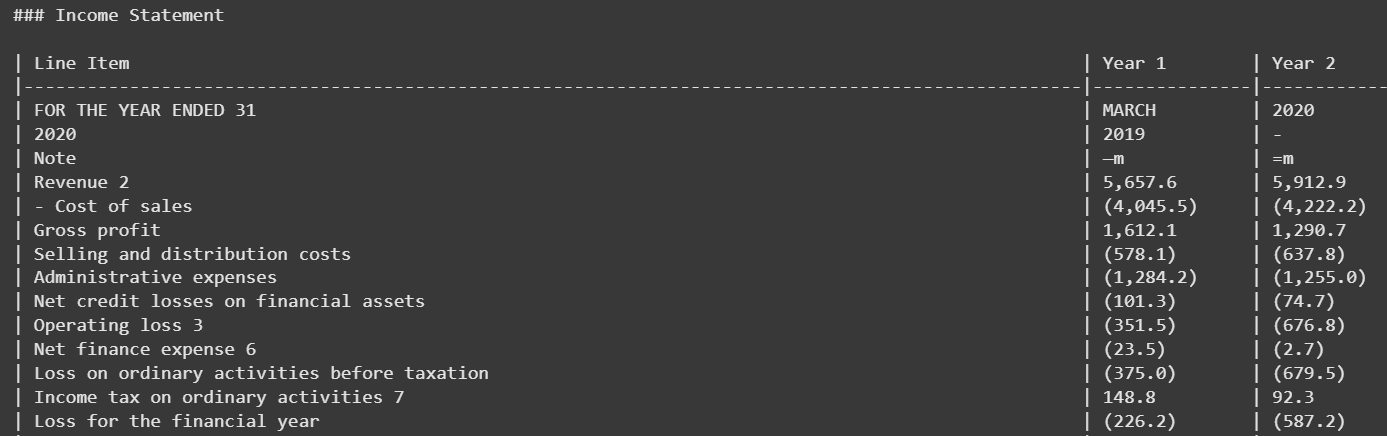 ### Income Statement
| Line Item | Year 1 | Year 2
|----------------------------------------------------------------------------------------------------|---------------|------------
| FOR THE YEAR ENDED 31 | MARCH | 2020
| 2020 | 2019 | -
| Note | —m | =m
| Revenue 2 | 5,657.6 | 5,912.9
| - Cost of sales | (4,045.5) | (4,222.2)
| Gross profit | 1,612.1 | 1,290.7
| Selling and distribution costs | (578.1) | (637.8)
| Administrative expenses | (1,284.2) | (1,255.0)
| Net credit losses on financial assets | (101.3) | (74.7)
| Operating loss 3 | (351.5) | (676.8)
| Net finance expense 6 | (23.5) | (2.7)
| Loss on ordinary activities before taxation | (375.0) | (679.5)
| Income tax on ordinary activities 7 | 148.8 | 92.3
| Loss for the financial year | (226.2) | (587.2)